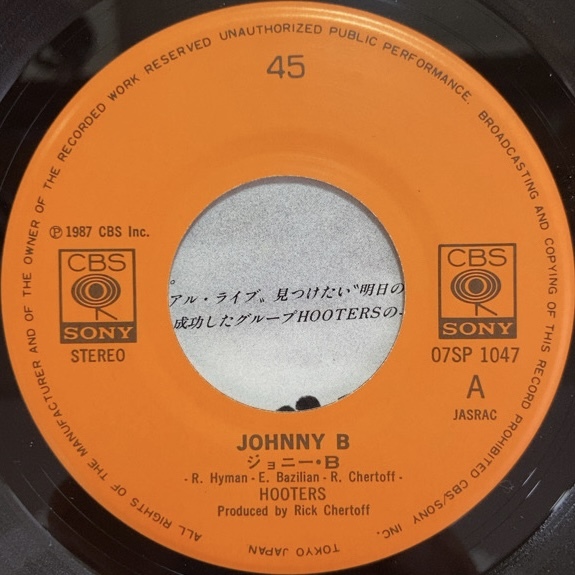 ALL RIGHTS OF THE MANUFACTURER AND OF THE OWNER OF THE RECORDED WORK RESERVED UNAUTHORIZED PUBLIC PERFORMANCE. BROADCASTING AND COPYING OF THIS RECORD PROHIBITED CBS/SONY INC.
TOKYO JAPAN
45
℗ 1987 CBS Inc.
CBS
SONY
STEREO
CBS
SONY
07SP 1047
A
JASRAC
アル・ライブ〟見つけたい〝明日の
成功したグループHOOTERSの
JOHNNY B
ジョニー・B
- R. Hyman - E. Bazilian - R. Chertoff -
HOOTERS
Produced by Rick Chertoff